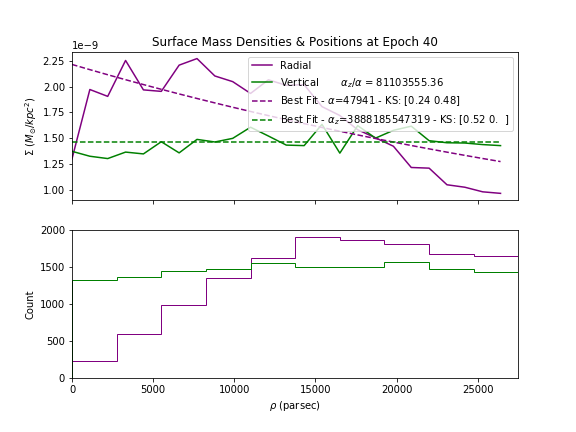 Surface Mass Densities & Positions at Epoch 40
1e−9
2.25
2.00
1.75
1.50
1.25
1.00
Σ (M⊙/kpc²)
Radial
Vertical α_z/α = 81103555.36
Best Fit - α=47941 - KS: [0.24 0.48]
Best Fit - α_z=3888185547319 - KS: [0.52 0. ]
2000
1500
1000
500
0
Count
0 5000 10000 15000 20000 25000
ρ (parsec)